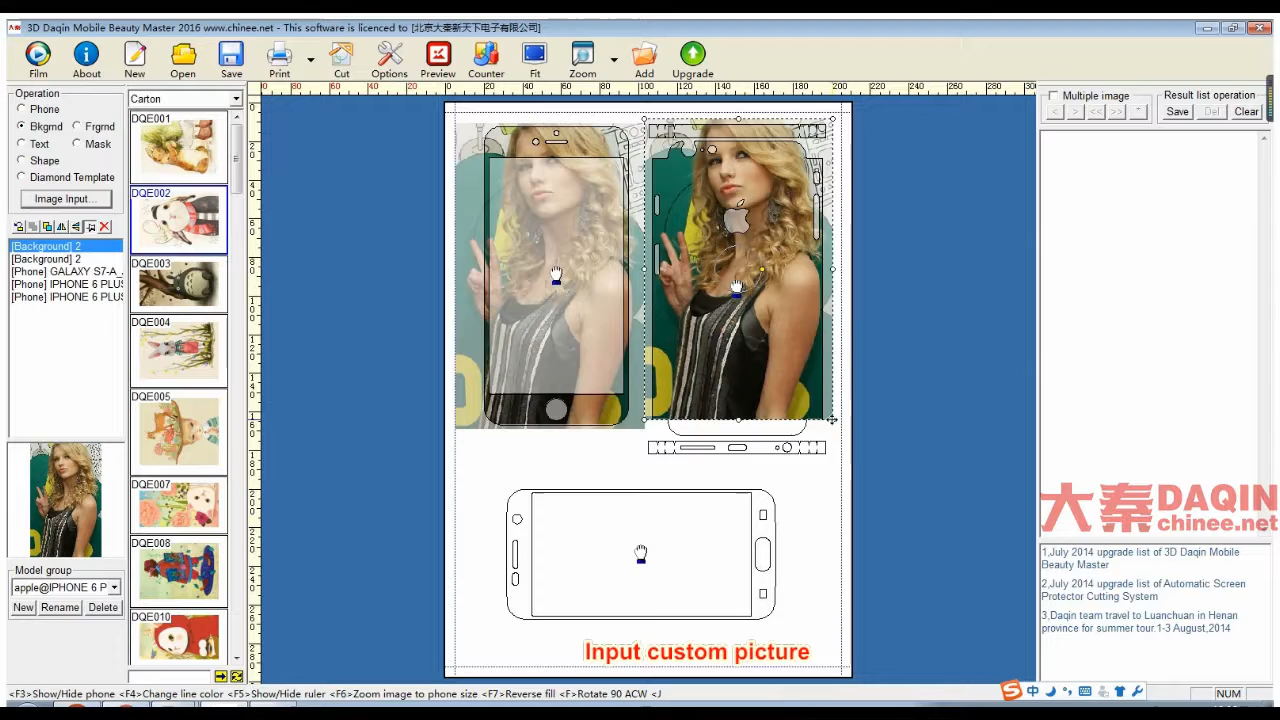 3D Daqin Mobile Beauty Master 2016 www.chinee.net - This software is licenced to [北京大秦新天下电子有限公司]
Film About New Open Save Print Cut Options Preview Counter Fit Zoom Add Upgrade
Operation
Phone
Bkgrnd Frgrnd
Text Mask
Shape
Diamond Template
Image Input...
[Background] 2
[Background] 2
[Phone] GALAXY S7-A
[Phone] IPHONE 6 PLUS
[Phone] IPHONE 6 PLUS
Model group
apple@IPHONE 6 P
New Rename Delete
Carton
DQE001
DQE002
DQE003
DQE004
DQE005
DQE007
DQE008
DQE010
Input custom picture
Multiple image
Result list operation
< > << >> *
Save Del Clear
大秦 DAQIN
chinee.net
1,July 2014 upgrade list of 3D Daqin Mobile
Beauty Master
2,July 2014 upgrade list of Automatic Screen
Protector Cutting System
3,Daqin team travel to Luanchuan in Henan
province for summer tour.1-3 August,2014
<F3>Show/Hide phone <F4>Change line color <F5>Show/Hide ruler <F6>Zoom image to phone size <F7>Reverse fill <F>Rotate 90 ACW <J
中
NUM